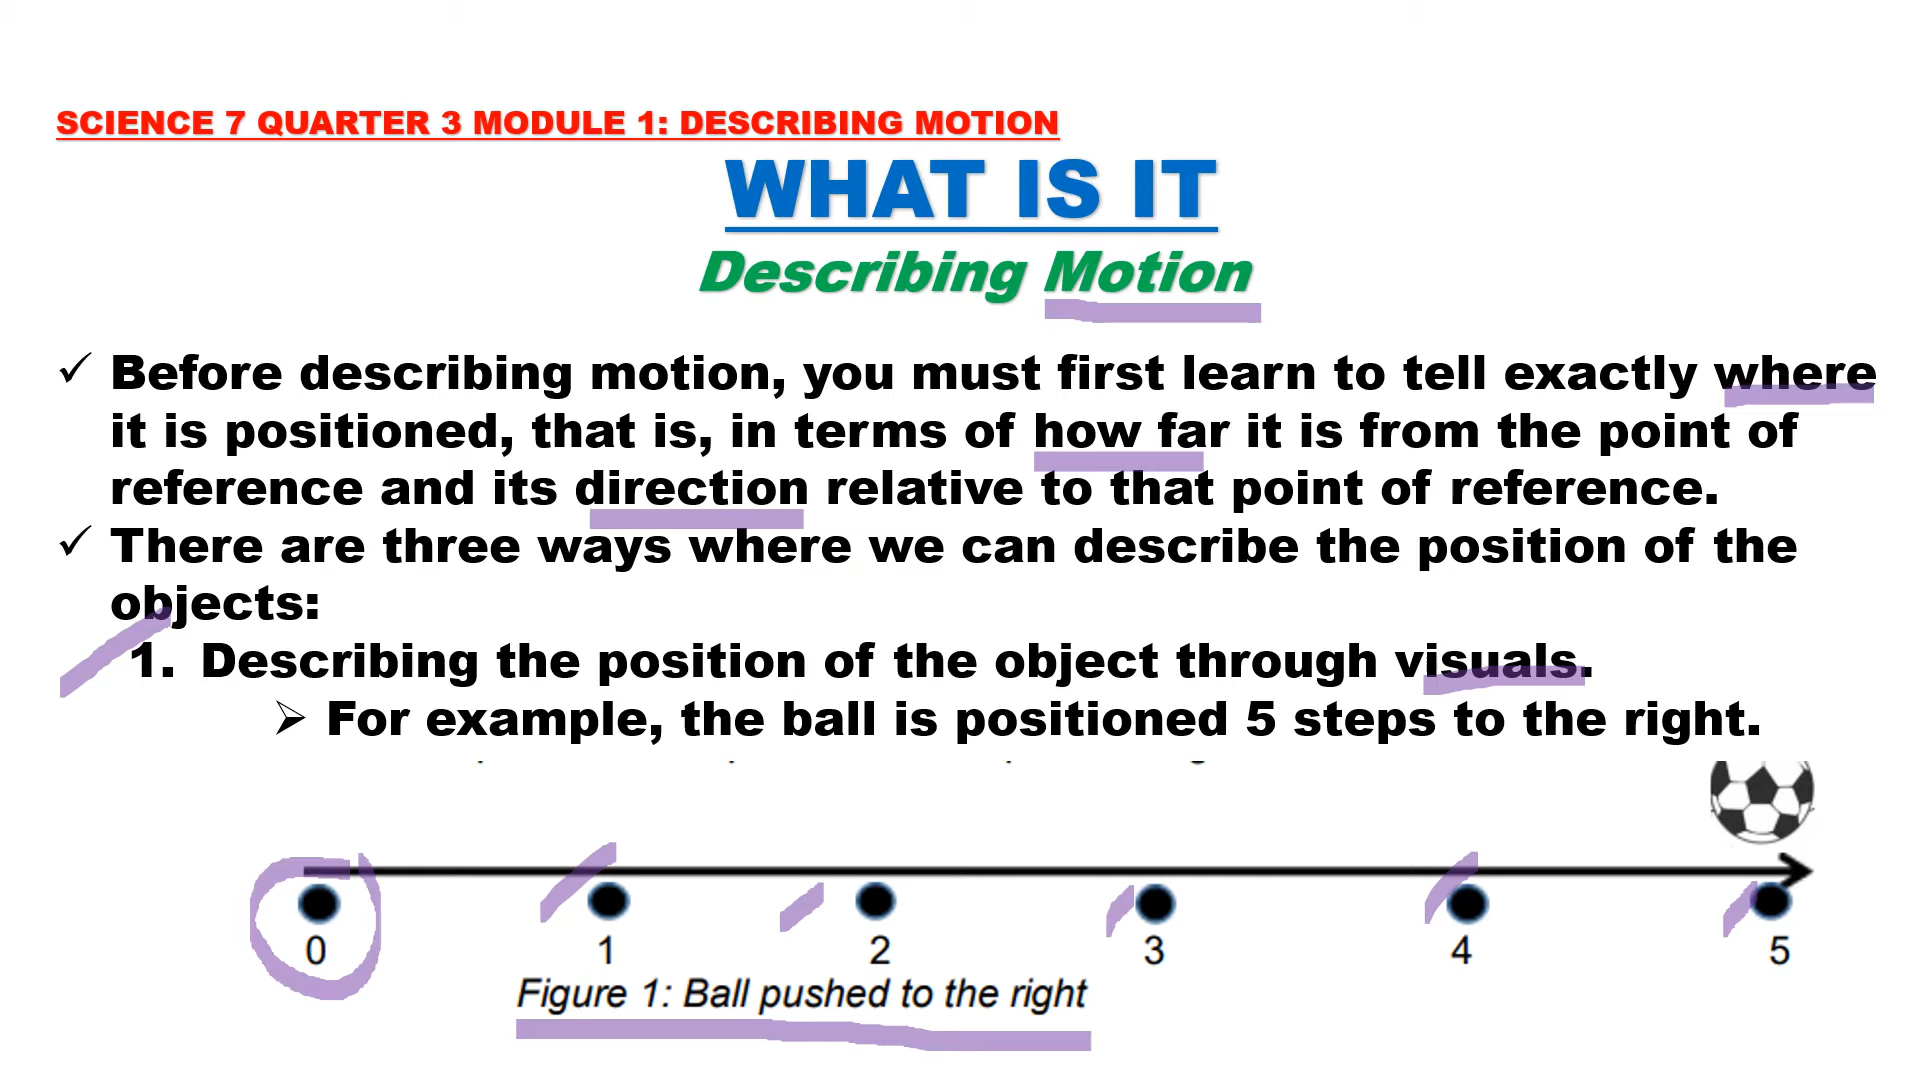 SCIENCE 7 QUARTER 3 MODULE 1: DESCRIBING MOTION
WHAT IS IT
Describing Motion
✓ Before describing motion, you must first learn to tell exactly where
it is positioned, that is, in terms of how far it is from the point of
reference and its direction relative to that point of reference.
✓ There are three ways where we can describe the position of the
objects:
1. Describing the position of the object through visuals.
➢ For example, the ball is positioned 5 steps to the right.
0 1 2 3 4 5
Figure 1: Ball pushed to the right